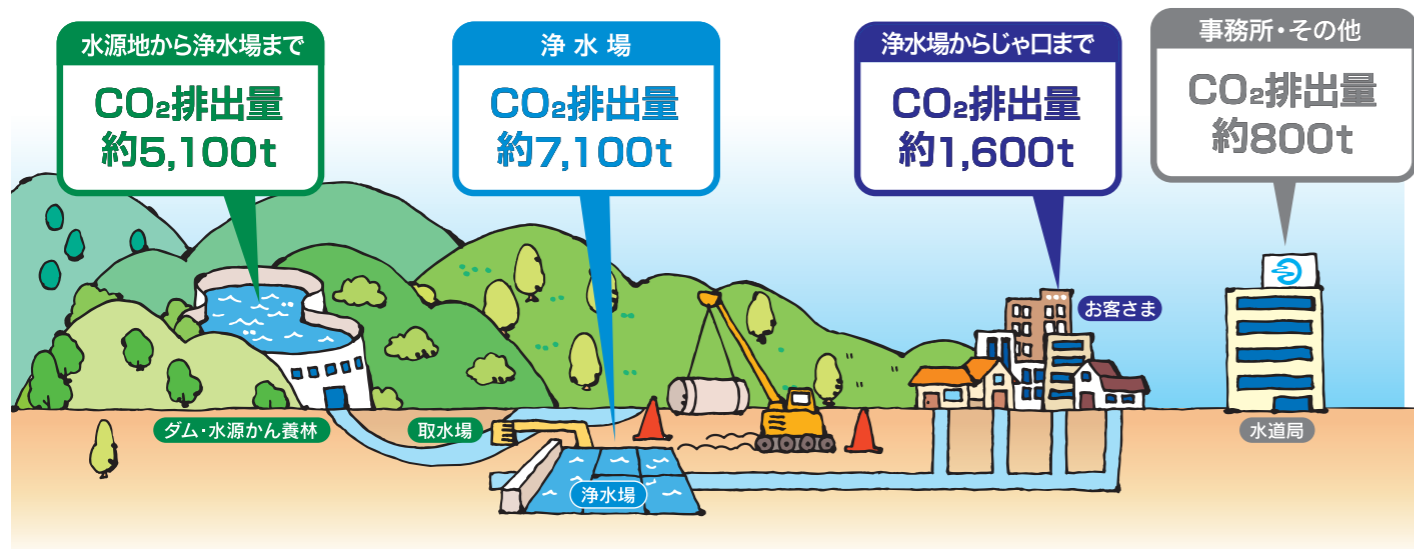 水源地から浄水場まで
CO₂排出量
約5,100t
浄水場
CO₂排出量
約7,100t
浄水場からじゃ口まで
CO₂排出量
約1,600t
事務所・その他
CO₂排出量
約800t
お客さま
ダム・水源かん養林
取水場
水道局
浄水場